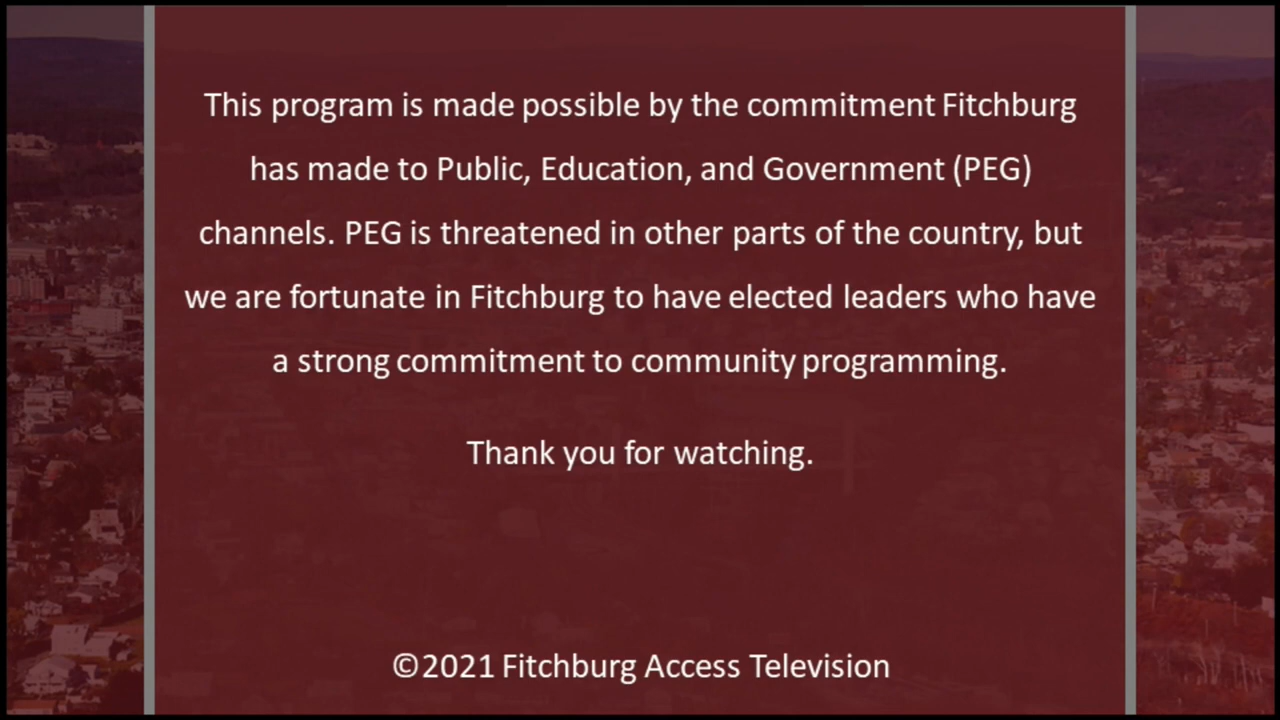 This program is made possible by the commitment Fitchburg
has made to Public, Education, and Government (PEG)
channels. PEG is threatened in other parts of the country, but
we are fortunate in Fitchburg to have elected leaders who have
a strong commitment to community programming.
Thank you for watching.
©2021 Fitchburg Access Television